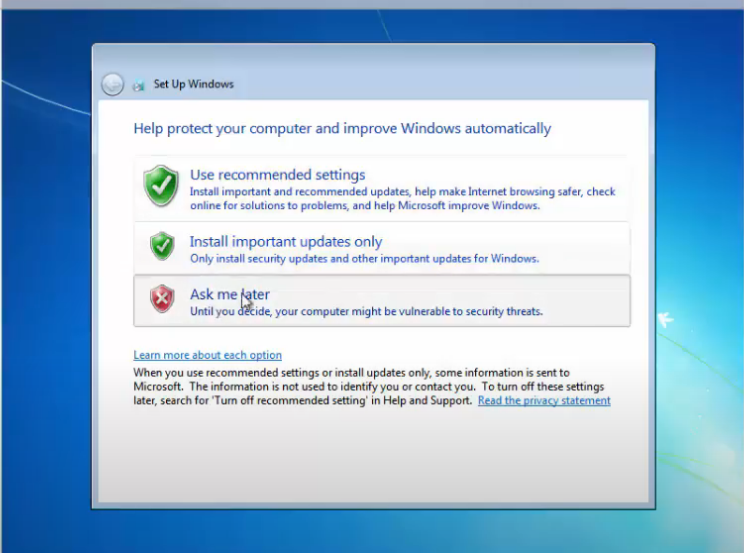 Set Up Windows
Help protect your computer and improve Windows automatically
Use recommended settings
Install important and recommended updates, help make Internet browsing safer, check
online for solutions to problems, and help Microsoft improve Windows.
Install important updates only
Only install security updates and other important updates for Windows.
Ask me later
Until you decide, your computer might be vulnerable to security threats.
Learn more about each option
When you use recommended settings or install updates only, some information is sent to
Microsoft. The information is not used to identify you or contact you. To turn off these settings
later, search for 'Turn off recommended setting' in Help and Support. Read the privacy statement